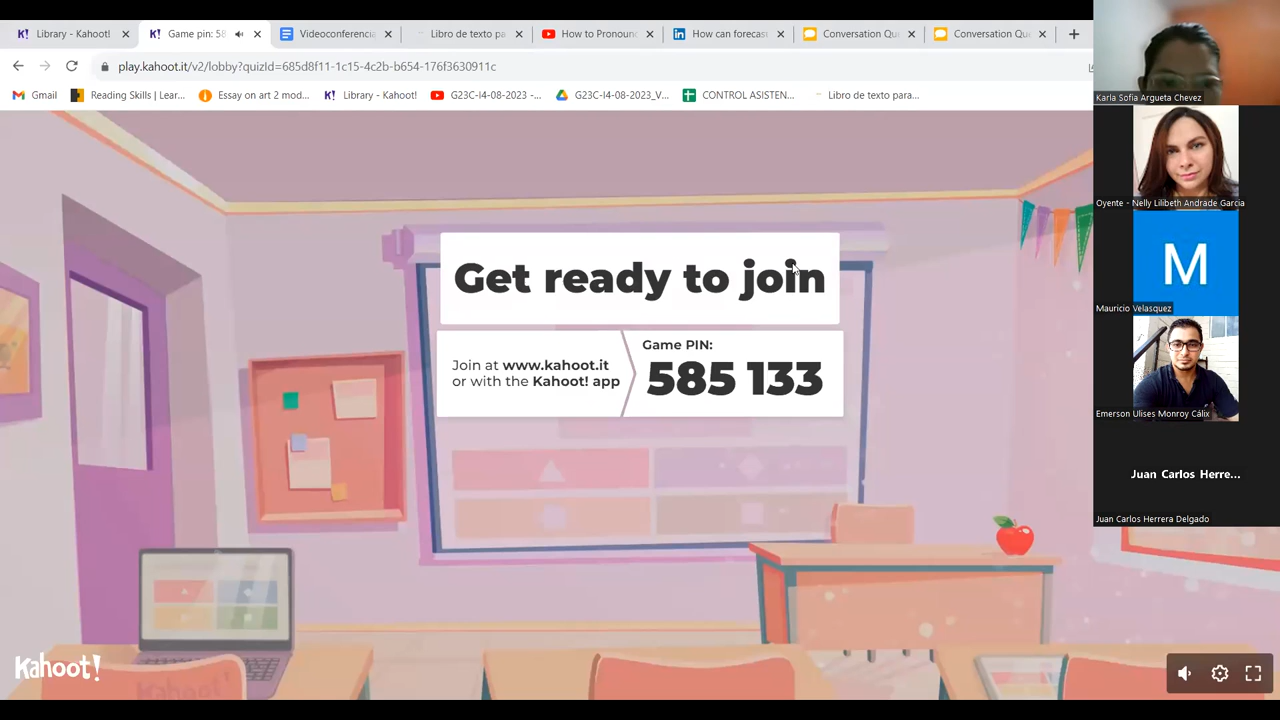 Library - Kahoot!
Game pin: 58
Videoconferencia
Libro de texto pa
How to Pronoun
How can forecast
Conversation Que
Conversation Que
play.kahoot.it/v2/lobby?quizId=685d8f11-1c15-4c2b-b654-176f3630911c
Gmail
Reading Skills | Lear...
Essay on art 2 mod...
Library - Kahoot!
G23C-I4-08-2023 -...
G23C-I4-08-2023_V...
CONTROL ASISTEN...
Libro de texto para...
Get ready to join
Join at www.kahoot.it
or with the Kahoot! app
Game PIN:
585 133
Kahoot!
Karla Sofia Argueta Chevez
Oyente - Nelly Lilibeth Andrade Garcia
M
Mauricio Velasquez
Emerson Ulises Monroy Cálix
Juan Carlos Herre...
Juan Carlos Herrera Delgado